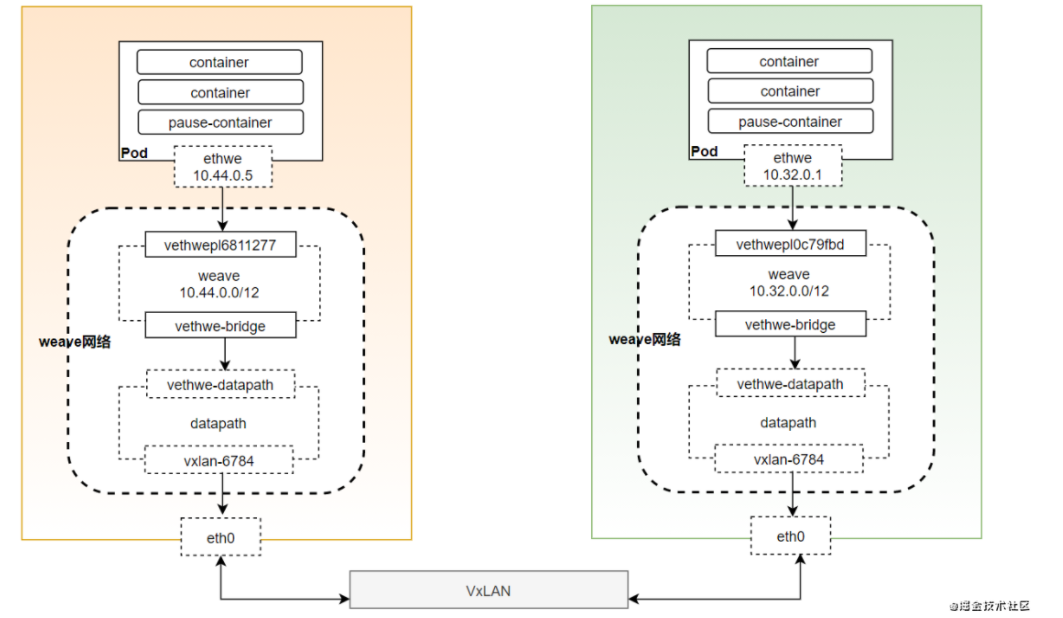 container
container
pause-container
Pod
ethwe
10.44.0.5
vethwepl6811277
weave
10.44.0.0/12
vethwe-bridge
weave网络
vethwe-datapath
datapath
vxlan-6784
eth0
container
container
pause-container
Pod
ethwe
10.32.0.1
vethwepl0c79fbd
weave
10.32.0.0/12
vethwe-bridge
weave网络
vethwe-datapath
datapath
vxlan-6784
eth0
VxLAN
@掘金技术社区